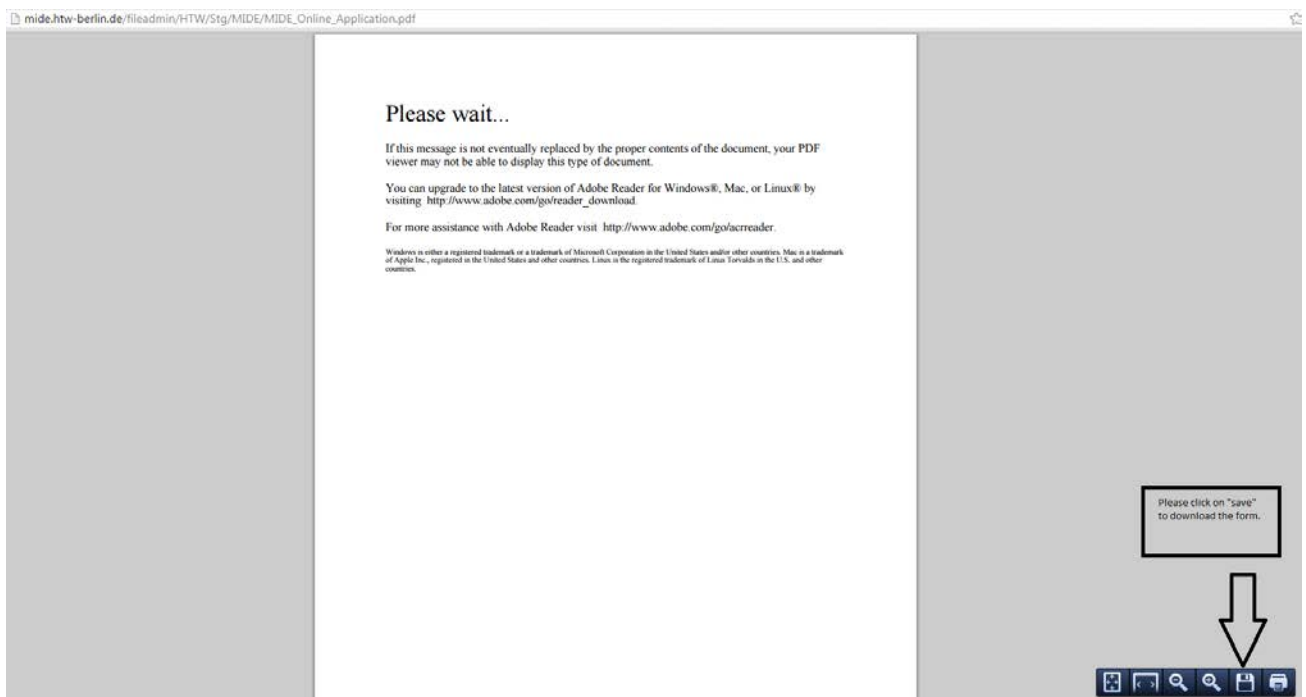 mide.htw-berlin.de/fileadmin/HTW/Stg/MIDE/MIDE_Online_Application.pdf
Please wait...
If this message is not eventually replaced by the proper contents of the document, your PDF
viewer may not be able to display this type of document.
You can upgrade to the latest version of Adobe Reader for Windows®, Mac, or Linux® by
visiting http://www.adobe.com/go/reader_download.
For more assistance with Adobe Reader visit http://www.adobe.com/go/acrreader.
Windows is either a registered trademark or a trademark of Microsoft Corporation in the United States and/or other countries. Mac is a trademark
of Apple Inc., registered in the United States and other countries. Linux is the registered trademark of Linus Torvalds in the U.S. and other
countries.
Please click on "save"
to download the form.